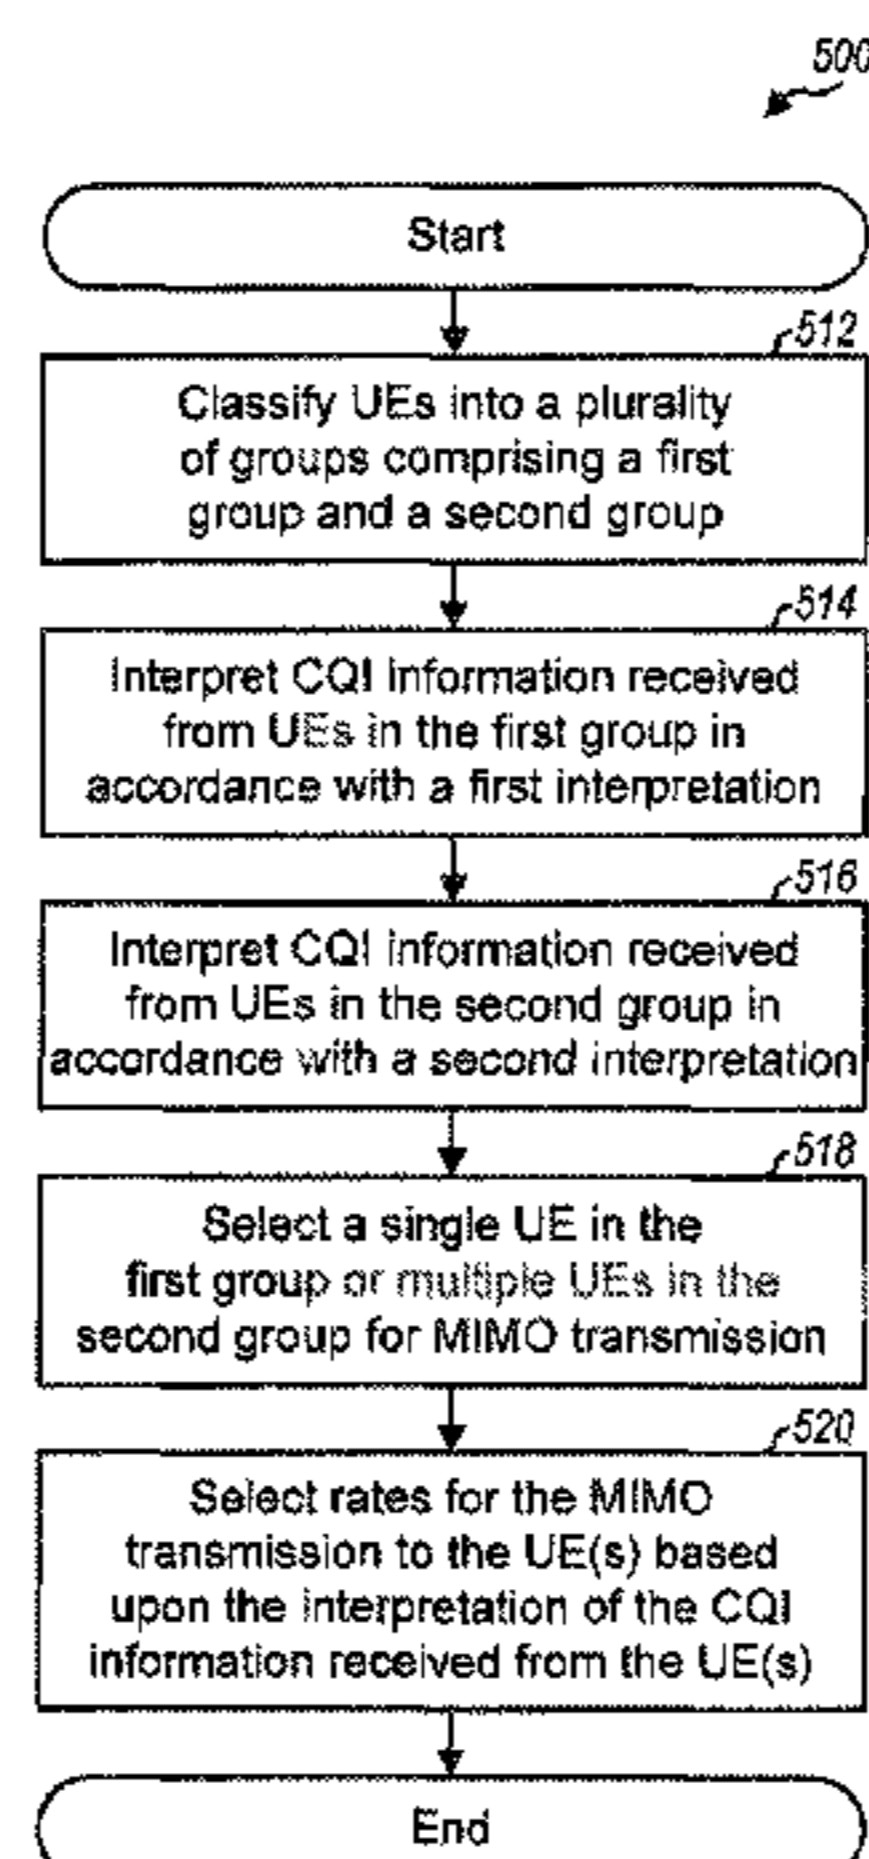 500
Start
512
Classify UEs into a plurality
of groups comprising a first
group and a second group
514
Interpret CQI information received
from UEs in the first group in
accordance with a first interpretation
516
Interpret CQI information received
from UEs in the second group in
accordance with a second interpretation
518
Select a single UE in the
first group or multiple UEs in the
second group for MIMO transmission
520
Select rates for the MIMO
transmission to the UE(s) based
upon the interpretation of the CQI
information received from the UE(s)
End